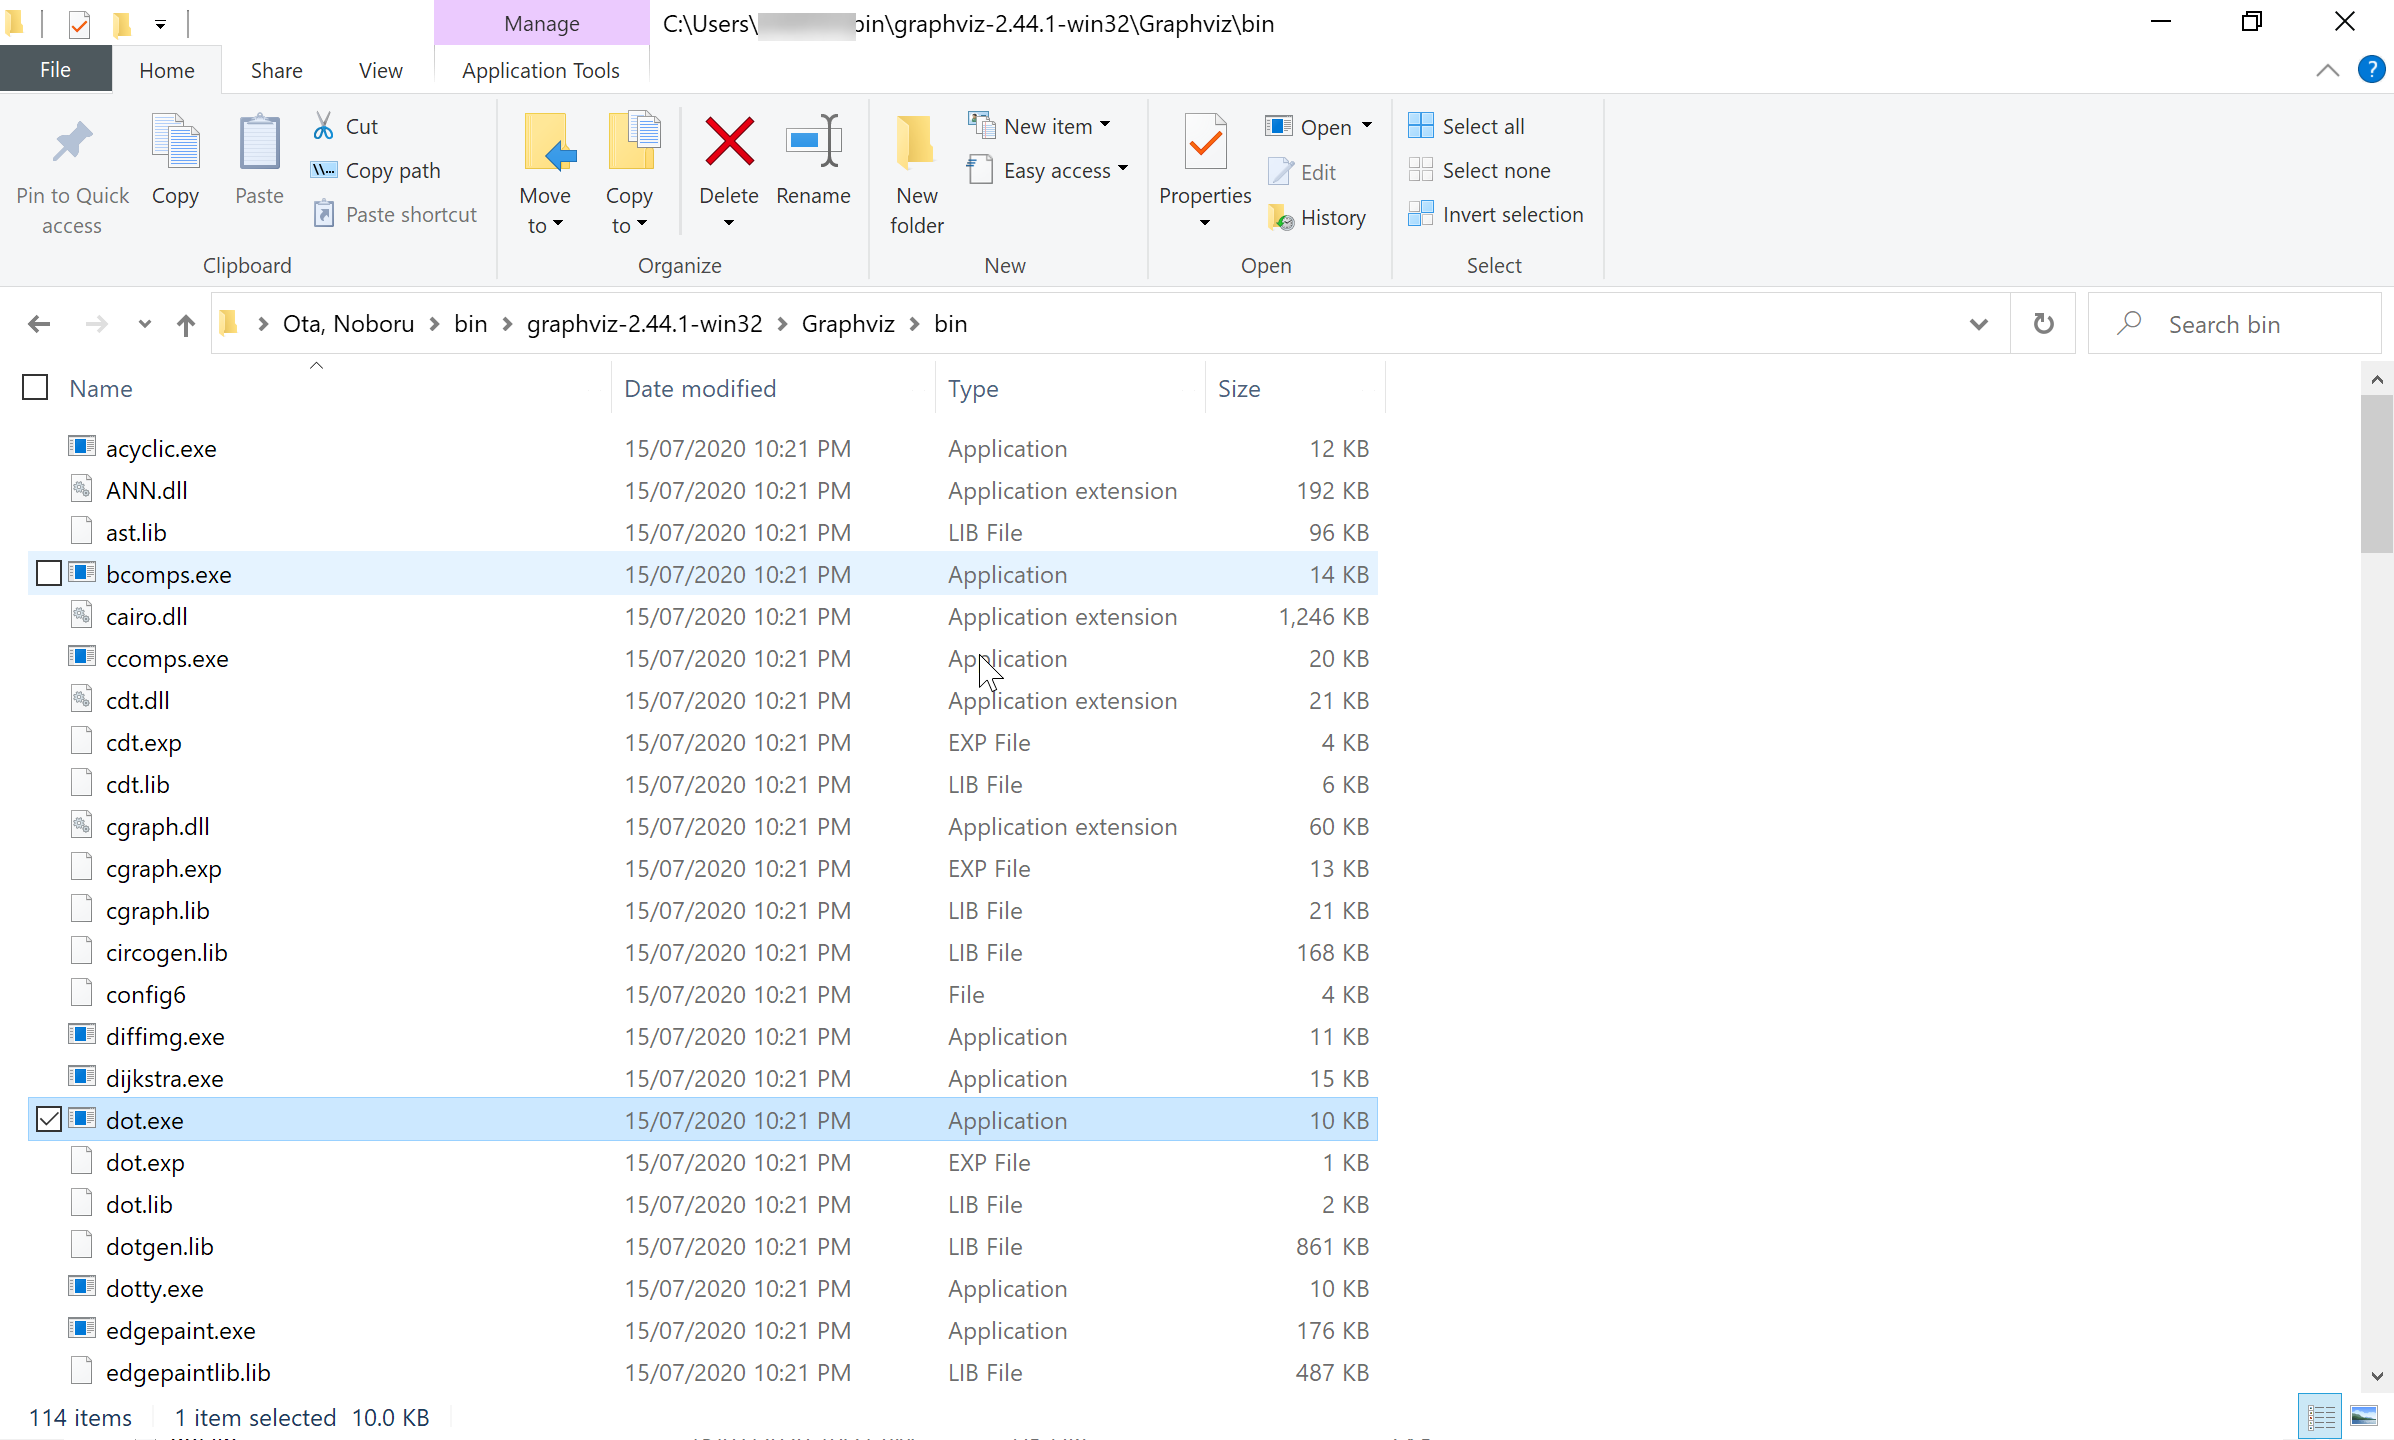 Manage
C:\Users\ bin\graphviz-2.44.1-win32\Graphviz\bin
File Home Share View Application Tools
Pin to Quick access
Copy
Paste
Cut
Copy path
Paste shortcut
Clipboard
Move to
Copy to
Delete
Rename
Organize
New folder
New item
Easy access
New
Properties
Open
Edit
History
Open
Select all
Select none
Invert selection
Select
Ota, Noboru > bin > graphviz-2.44.1-win32 > Graphviz > bin
Search bin
Name Date modified Type Size
acyclic.exe 15/07/2020 10:21 PM Application 12 KB
ANN.dll 15/07/2020 10:21 PM Application extension 192 KB
ast.lib 15/07/2020 10:21 PM LIB File 96 KB
bcomps.exe 15/07/2020 10:21 PM Application 14 KB
cairo.dll 15/07/2020 10:21 PM Application extension 1,246 KB
ccomps.exe 15/07/2020 10:21 PM Application 20 KB
cdt.dll 15/07/2020 10:21 PM Application extension 21 KB
cdt.exp 15/07/2020 10:21 PM EXP File 4 KB
cdt.lib 15/07/2020 10:21 PM LIB File 6 KB
cgraph.dll 15/07/2020 10:21 PM Application extension 60 KB
cgraph.exp 15/07/2020 10:21 PM EXP File 13 KB
cgraph.lib 15/07/2020 10:21 PM LIB File 21 KB
circogen.lib 15/07/2020 10:21 PM LIB File 168 KB
config6 15/07/2020 10:21 PM File 4 KB
diffimg.exe 15/07/2020 10:21 PM Application 11 KB
dijkstra.exe 15/07/2020 10:21 PM Application 15 KB
dot.exe 15/07/2020 10:21 PM Application 10 KB
dot.exp 15/07/2020 10:21 PM EXP File 1 KB
dot.lib 15/07/2020 10:21 PM LIB File 2 KB
dotgen.lib 15/07/2020 10:21 PM LIB File 861 KB
dotty.exe 15/07/2020 10:21 PM Application 10 KB
edgepaint.exe 15/07/2020 10:21 PM Application 176 KB
edgepaintlib.lib 15/07/2020 10:21 PM LIB File 487 KB
114 items 1 item selected 10.0 KB